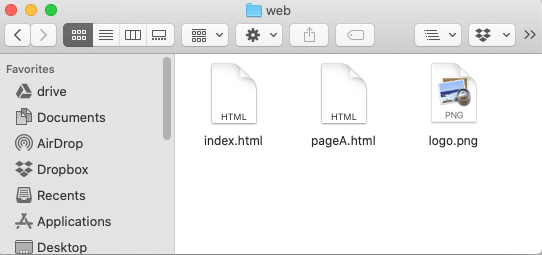 web
Favorites
drive
Documents
AirDrop
Dropbox
Recents
Applications
Desktop
HTML
HTML
PNG
index.html
pageA.html
logo.png